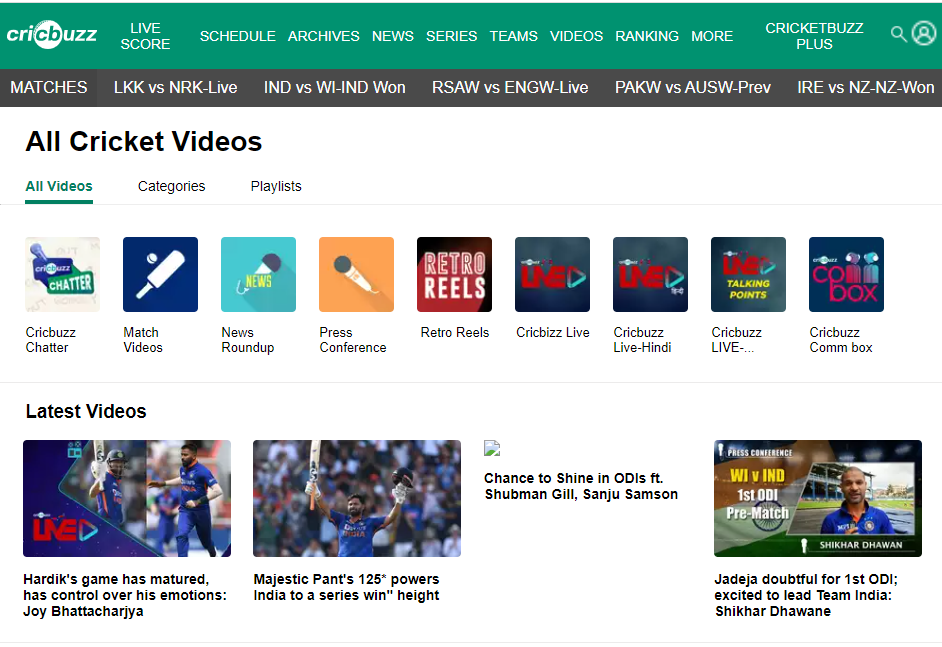 cricbuzz LIVE SCORE SCHEDULE ARCHIVES NEWS SERIES TEAMS VIDEOS RANKING MORE CRICKETBUZZ PLUS
MATCHES LKK vs NRK-Live IND vs WI-IND Won RSAW vs ENGW-Live PAKW vs AUSW-Prev IRE vs NZ-NZ-Won
All Cricket Videos
All Videos Categories Playlists
cricbuzz CHATTER
NEWS
RETRO REELS
LIVE
LIVE हिन्दी
LIVE TALKING POINTS
cricbuzz comm box
Cricbuzz Chatter
Match Videos
News Roundup
Press Conference
Retro Reels
Cricbizz Live
Cricbuzz Live-Hindi
Cricbuzz LIVE-...
Cricbuzz Comm box
Latest Videos
LIVE
Hardik's game has matured,
has control over his emotions:
Joy Bhattacharjya
INDIA
Majestic Pant's 125* powers
India to a series win" height
Chance to Shine in ODIs ft.
Shubman Gill, Sanju Samson
PRESS CONFERENCE
WI v IND
1st ODI
Pre-Match
SHIKHAR DHAWAN
Jadeja doubtful for 1st ODI;
excited to lead Team India:
Shikhar Dhawane